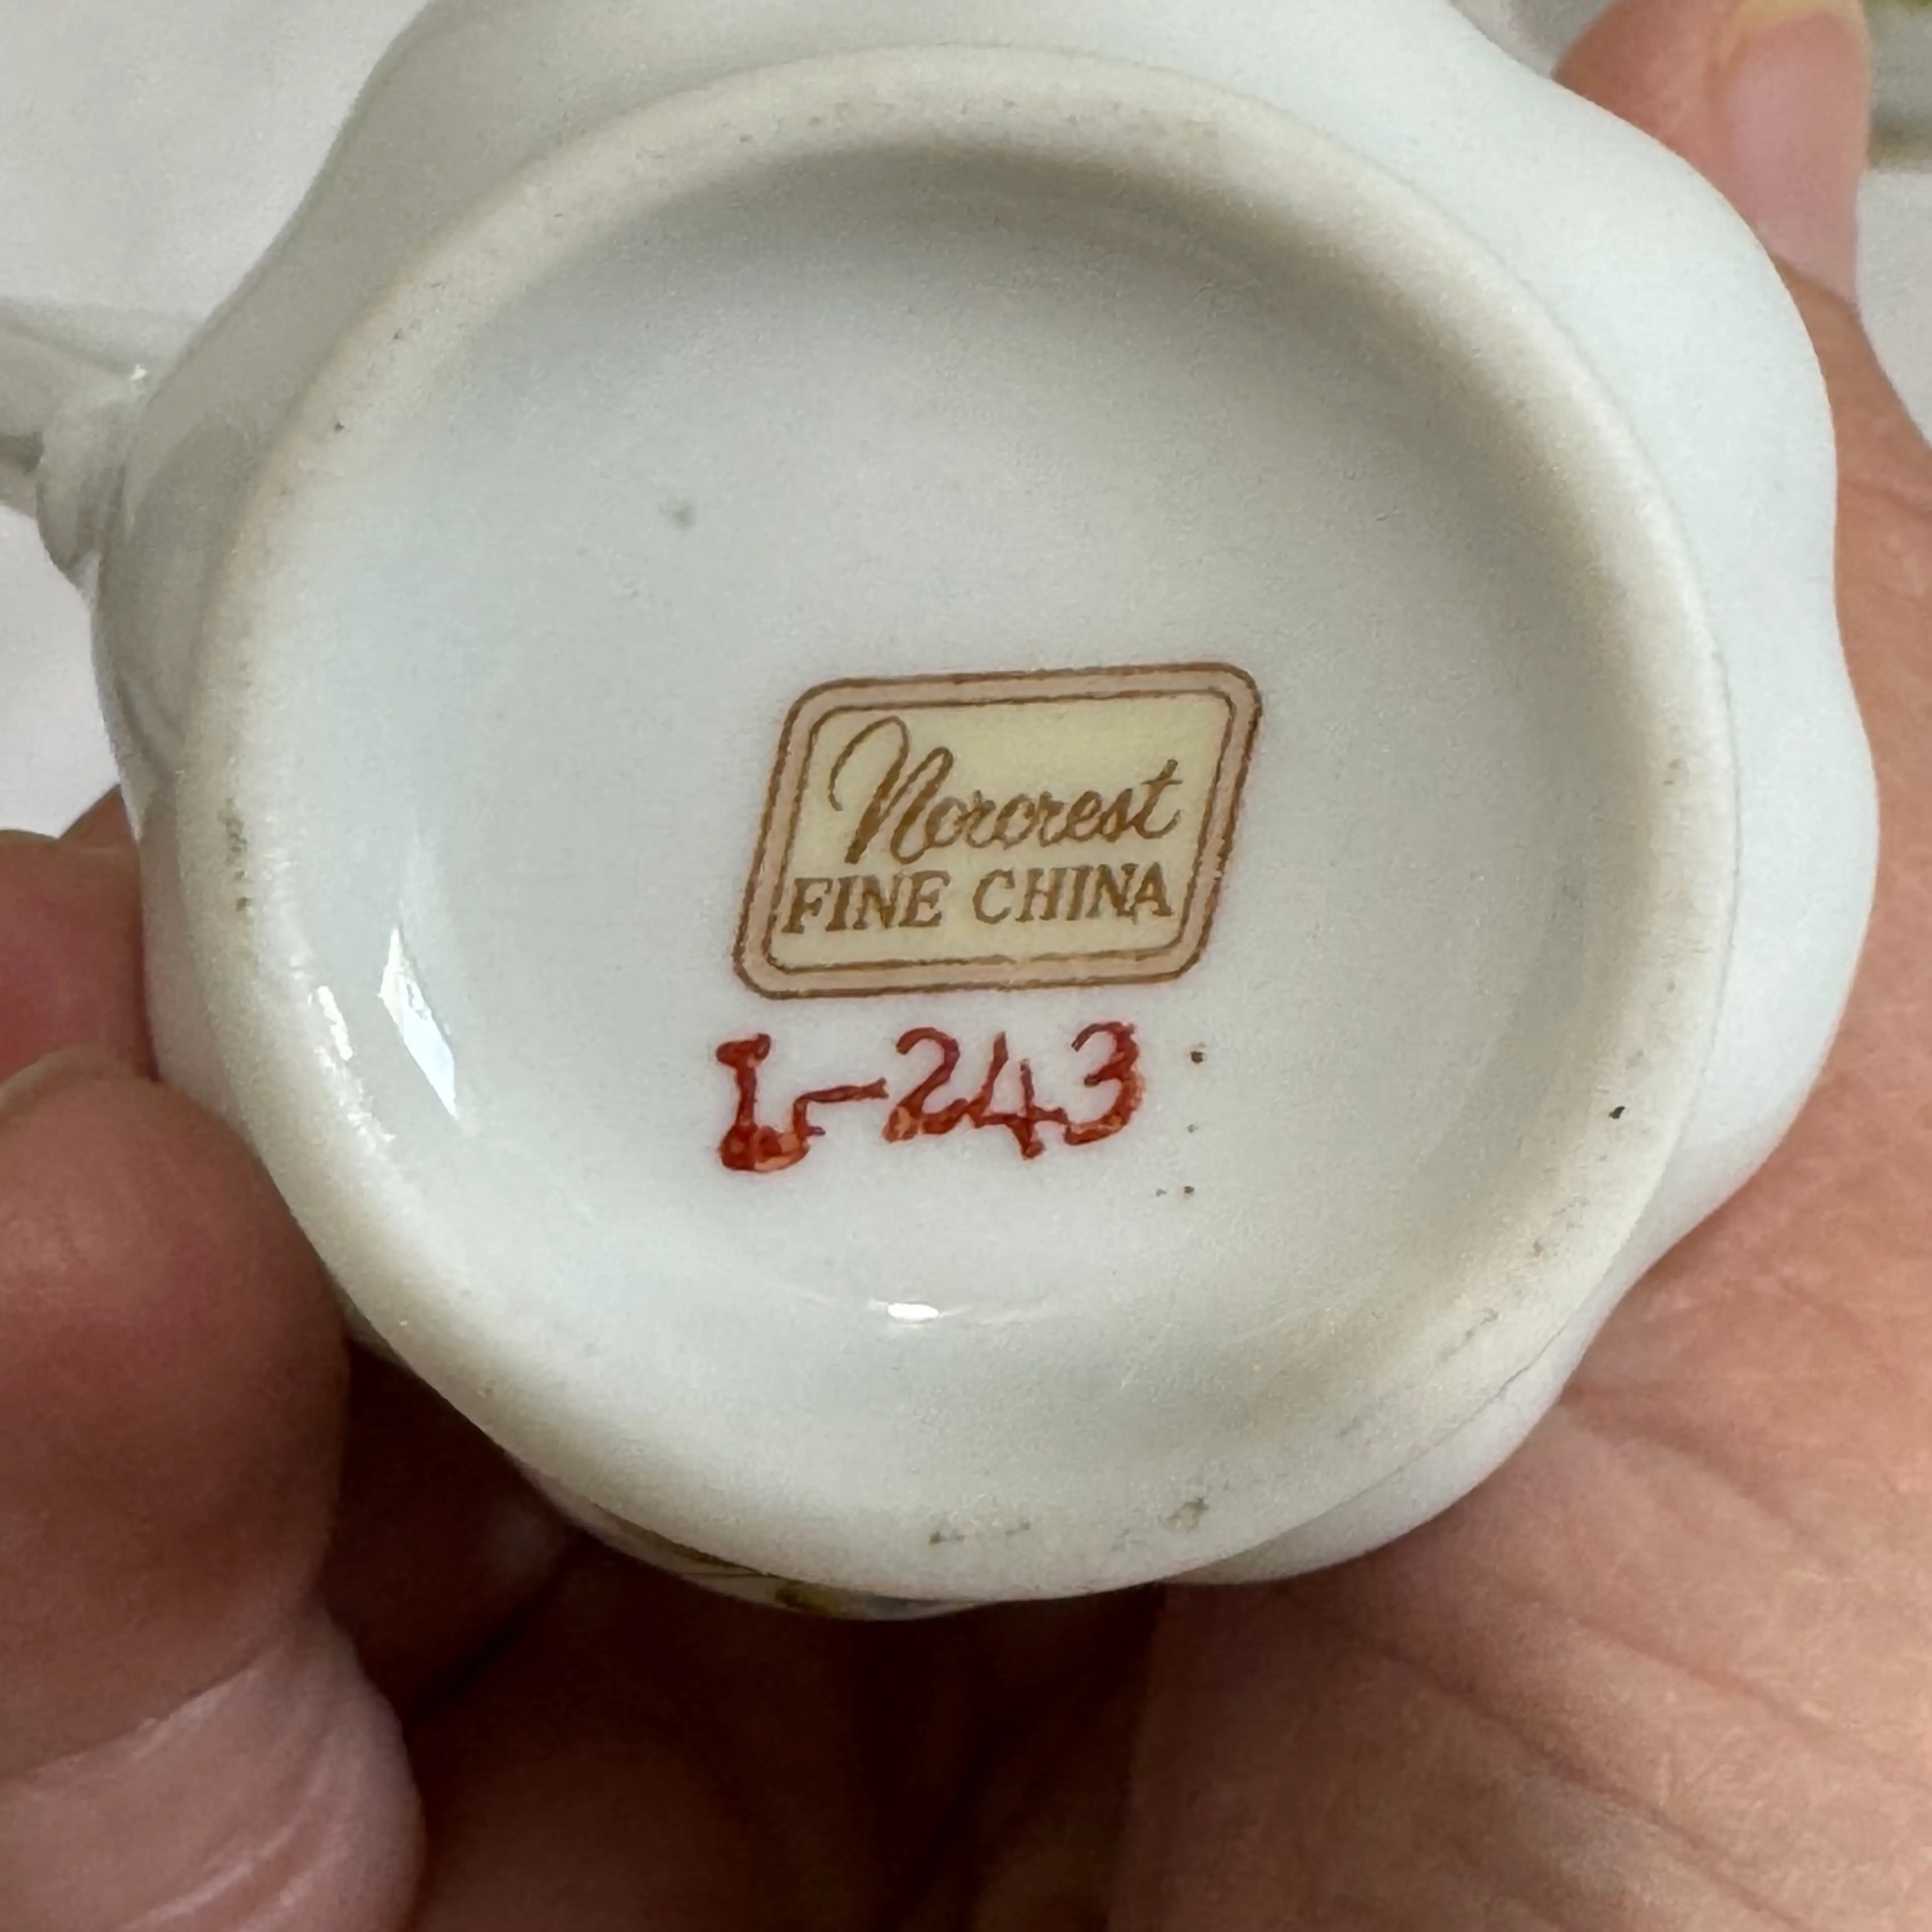 Norcrest
FINE CHINA
L-243